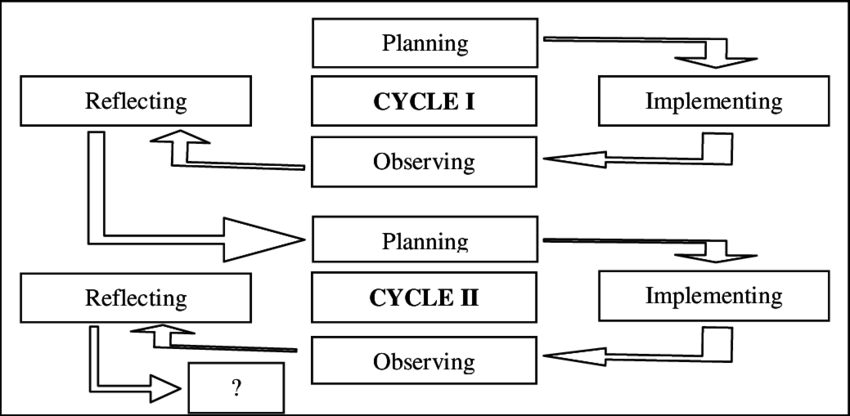 Planning
Reflecting
CYCLE I
Implementing
Observing
Planning
Reflecting
CYCLE II
Implementing
Observing
?